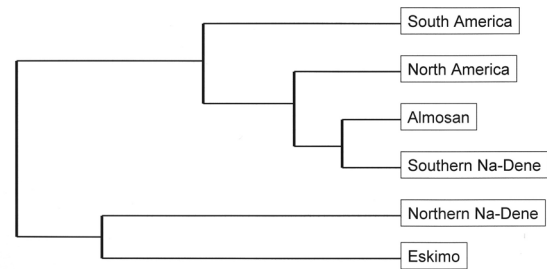 South America
North America
Almosan
Southern Na-Dene
Northern Na-Dene
Eskimo